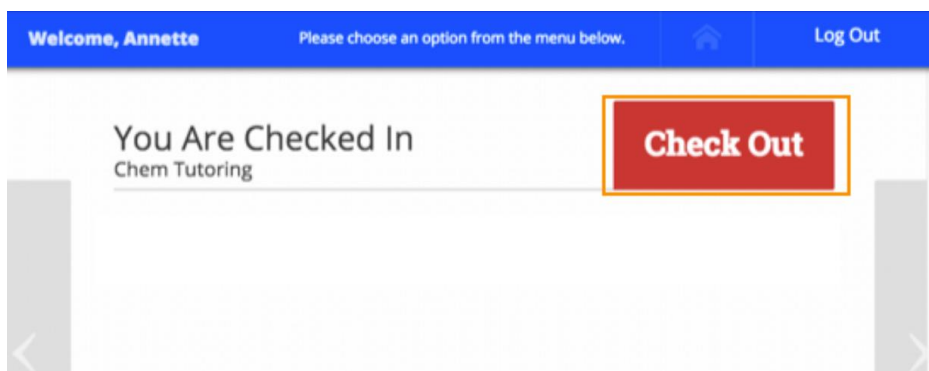 Welcome, Annette
Please choose an option from the menu below.
Log Out
You Are Checked In
Chem Tutoring
Check Out